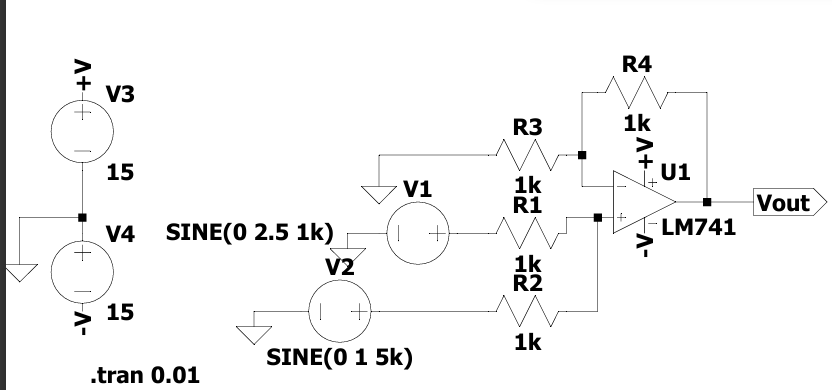 +V
V3
15
V4
15
-V
.tran 0.01
R4
1k
R3
1k
+V
U1
LM741
-V
Vout
V1
SINE(0 2.5 1k)
R1
1k
V2
SINE(0 1 5k)
R2
1k